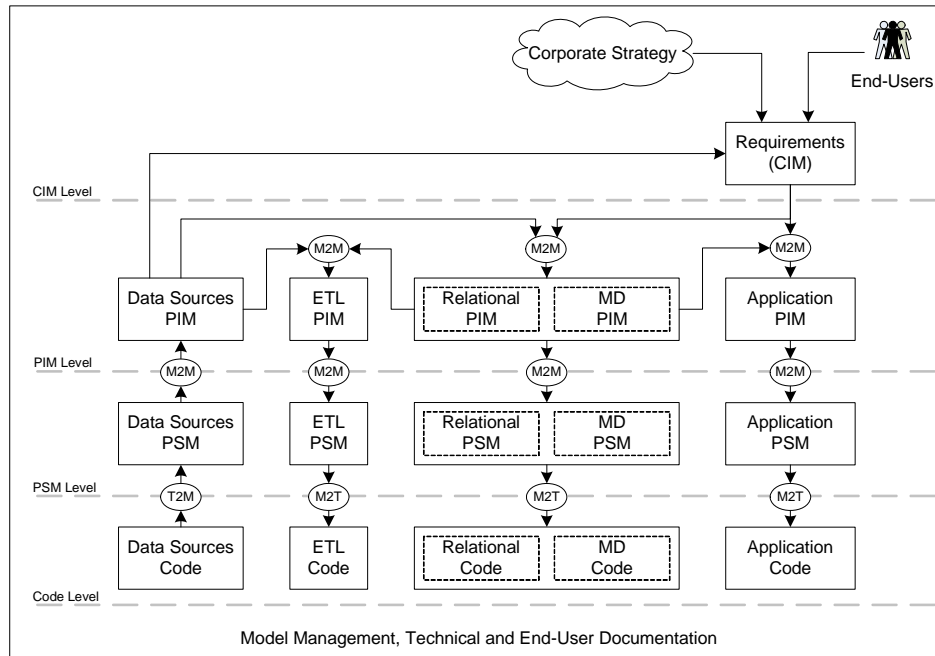 Corporate Strategy
End-Users
Requirements
(CIM)
CIM Level
M2M
M2M
M2M
Data Sources
PIM
ETL
PIM
Relational
PIM
MD
PIM
Application
PIM
PIM Level
M2M
M2M
M2M
M2M
Data Sources
PSM
ETL
PSM
Relational
PSM
MD
PSM
Application
PSM
PSM Level
T2M
M2T
M2T
M2T
Data Sources
Code
ETL
Code
Relational
Code
MD
Code
Application
Code
Code Level
Model Management, Technical and End-User Documentation